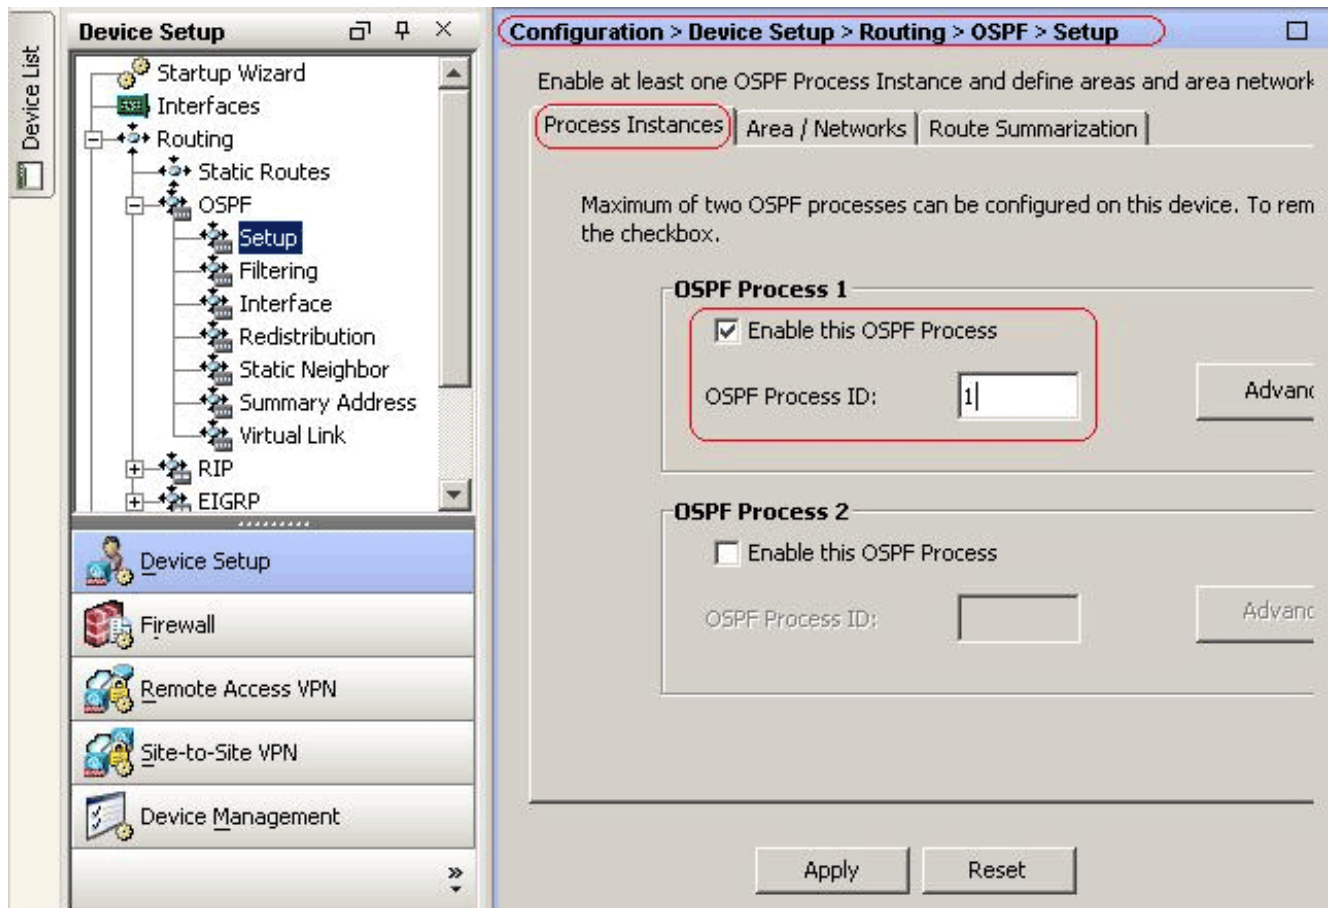 Device List
Device Setup
Startup Wizard
Interfaces
Routing
Static Routes
OSPF
Setup
Filtering
Interface
Redistribution
Static Neighbor
Summary Address
Virtual Link
RIP
EIGRP
Device Setup
Firewall
Remote Access VPN
Site-to-Site VPN
Device Management
»
Configuration > Device Setup > Routing > OSPF > Setup
Enable at least one OSPF Process Instance and define areas and area network
Process Instances
Area / Networks
Route Summarization
Maximum of two OSPF processes can be configured on this device. To rem
the checkbox.
OSPF Process 1
Enable this OSPF Process
OSPF Process ID: 1
Advanc
OSPF Process 2
Enable this OSPF Process
OSPF Process ID:
Advanc
Apply
Reset